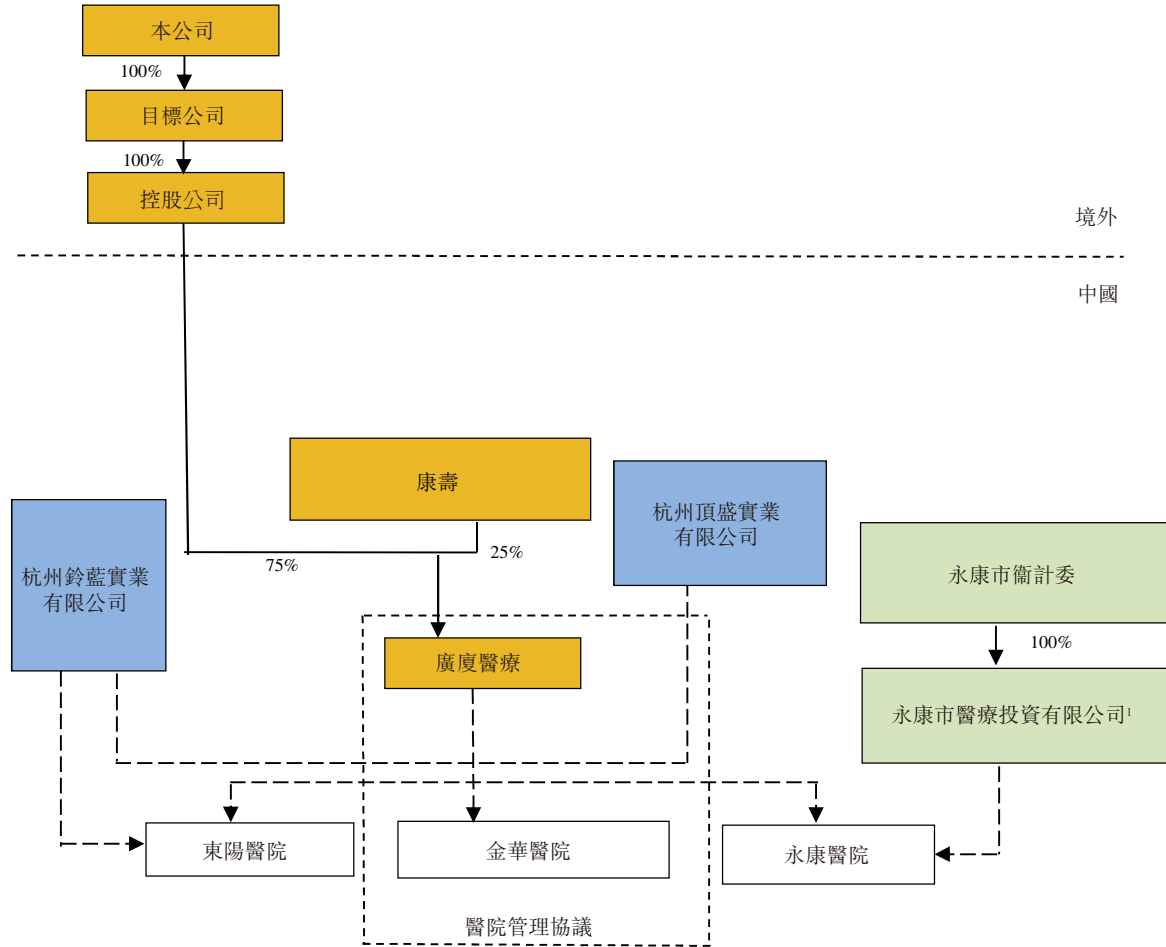 本公司
100%
目標公司
100%
控股公司
境外
中國
康壽
杭州頂盛實業
有限公司
杭州鈴藍實業
有限公司
75%
25%
永康市衞計委
100%
廣廈醫療
永康市醫療投資有限公司¹
東陽醫院
金華醫院
永康醫院
醫院管理協議